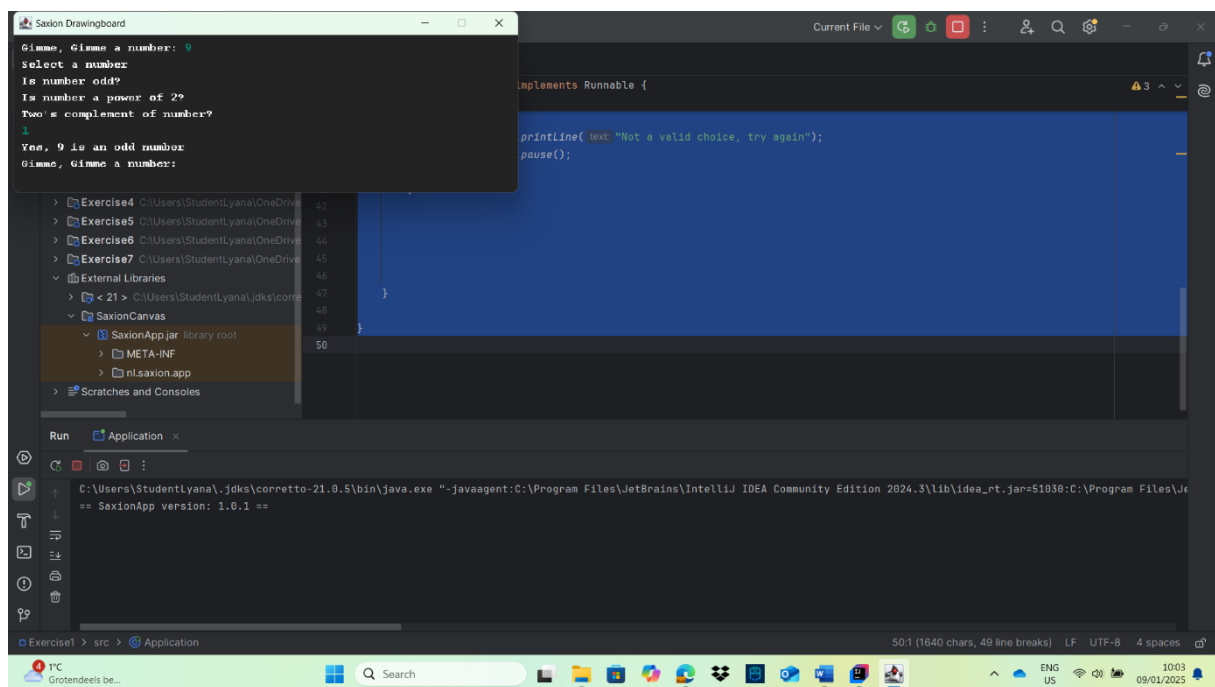 Saxion Drawingboard
Gimme, Gimme a number: 9
Select a number
Is number odd?
Is number a power of 2?
Two's complement of number?
1
Yes, 9 is an odd number
Gimme, Gimme a number:
Current File
implements Runnable {
3
printLine( text: "Not a valid choice, try again");
.pause();
Exercise4 C:\Users\StudentLyana\OneDrive
42
Exercise5 C:\Users\StudentLyana\OneDrive
43
Exercise6 C:\Users\StudentLyana\OneDrive
44
Exercise7 C:\Users\StudentLyana\OneDrive
45
External Libraries
46
< 21 > C:\Users\StudentLyana\.jdks\corre
47 }
SaxionCanvas
48
SaxionApp.jar library root
49 }
META-INF
50
nl.saxion.app
Scratches and Consoles
Run Application
C:\Users\StudentLyana\.jdks\corretto-21.0.5\bin\java.exe "-javaagent:C:\Program Files\JetBrains\IntelliJ IDEA Community Edition 2024.3\lib\idea_rt.jar=51030:C:\Program Files\Je
== SaxionApp version: 1.0.1 ==
Exercise1 > src > Application
50:1 (1640 chars, 49 line breaks) LF UTF-8 4 spaces
4
1°C
Grotendeels be...
Search
ENG
US
10:03
09/01/2025